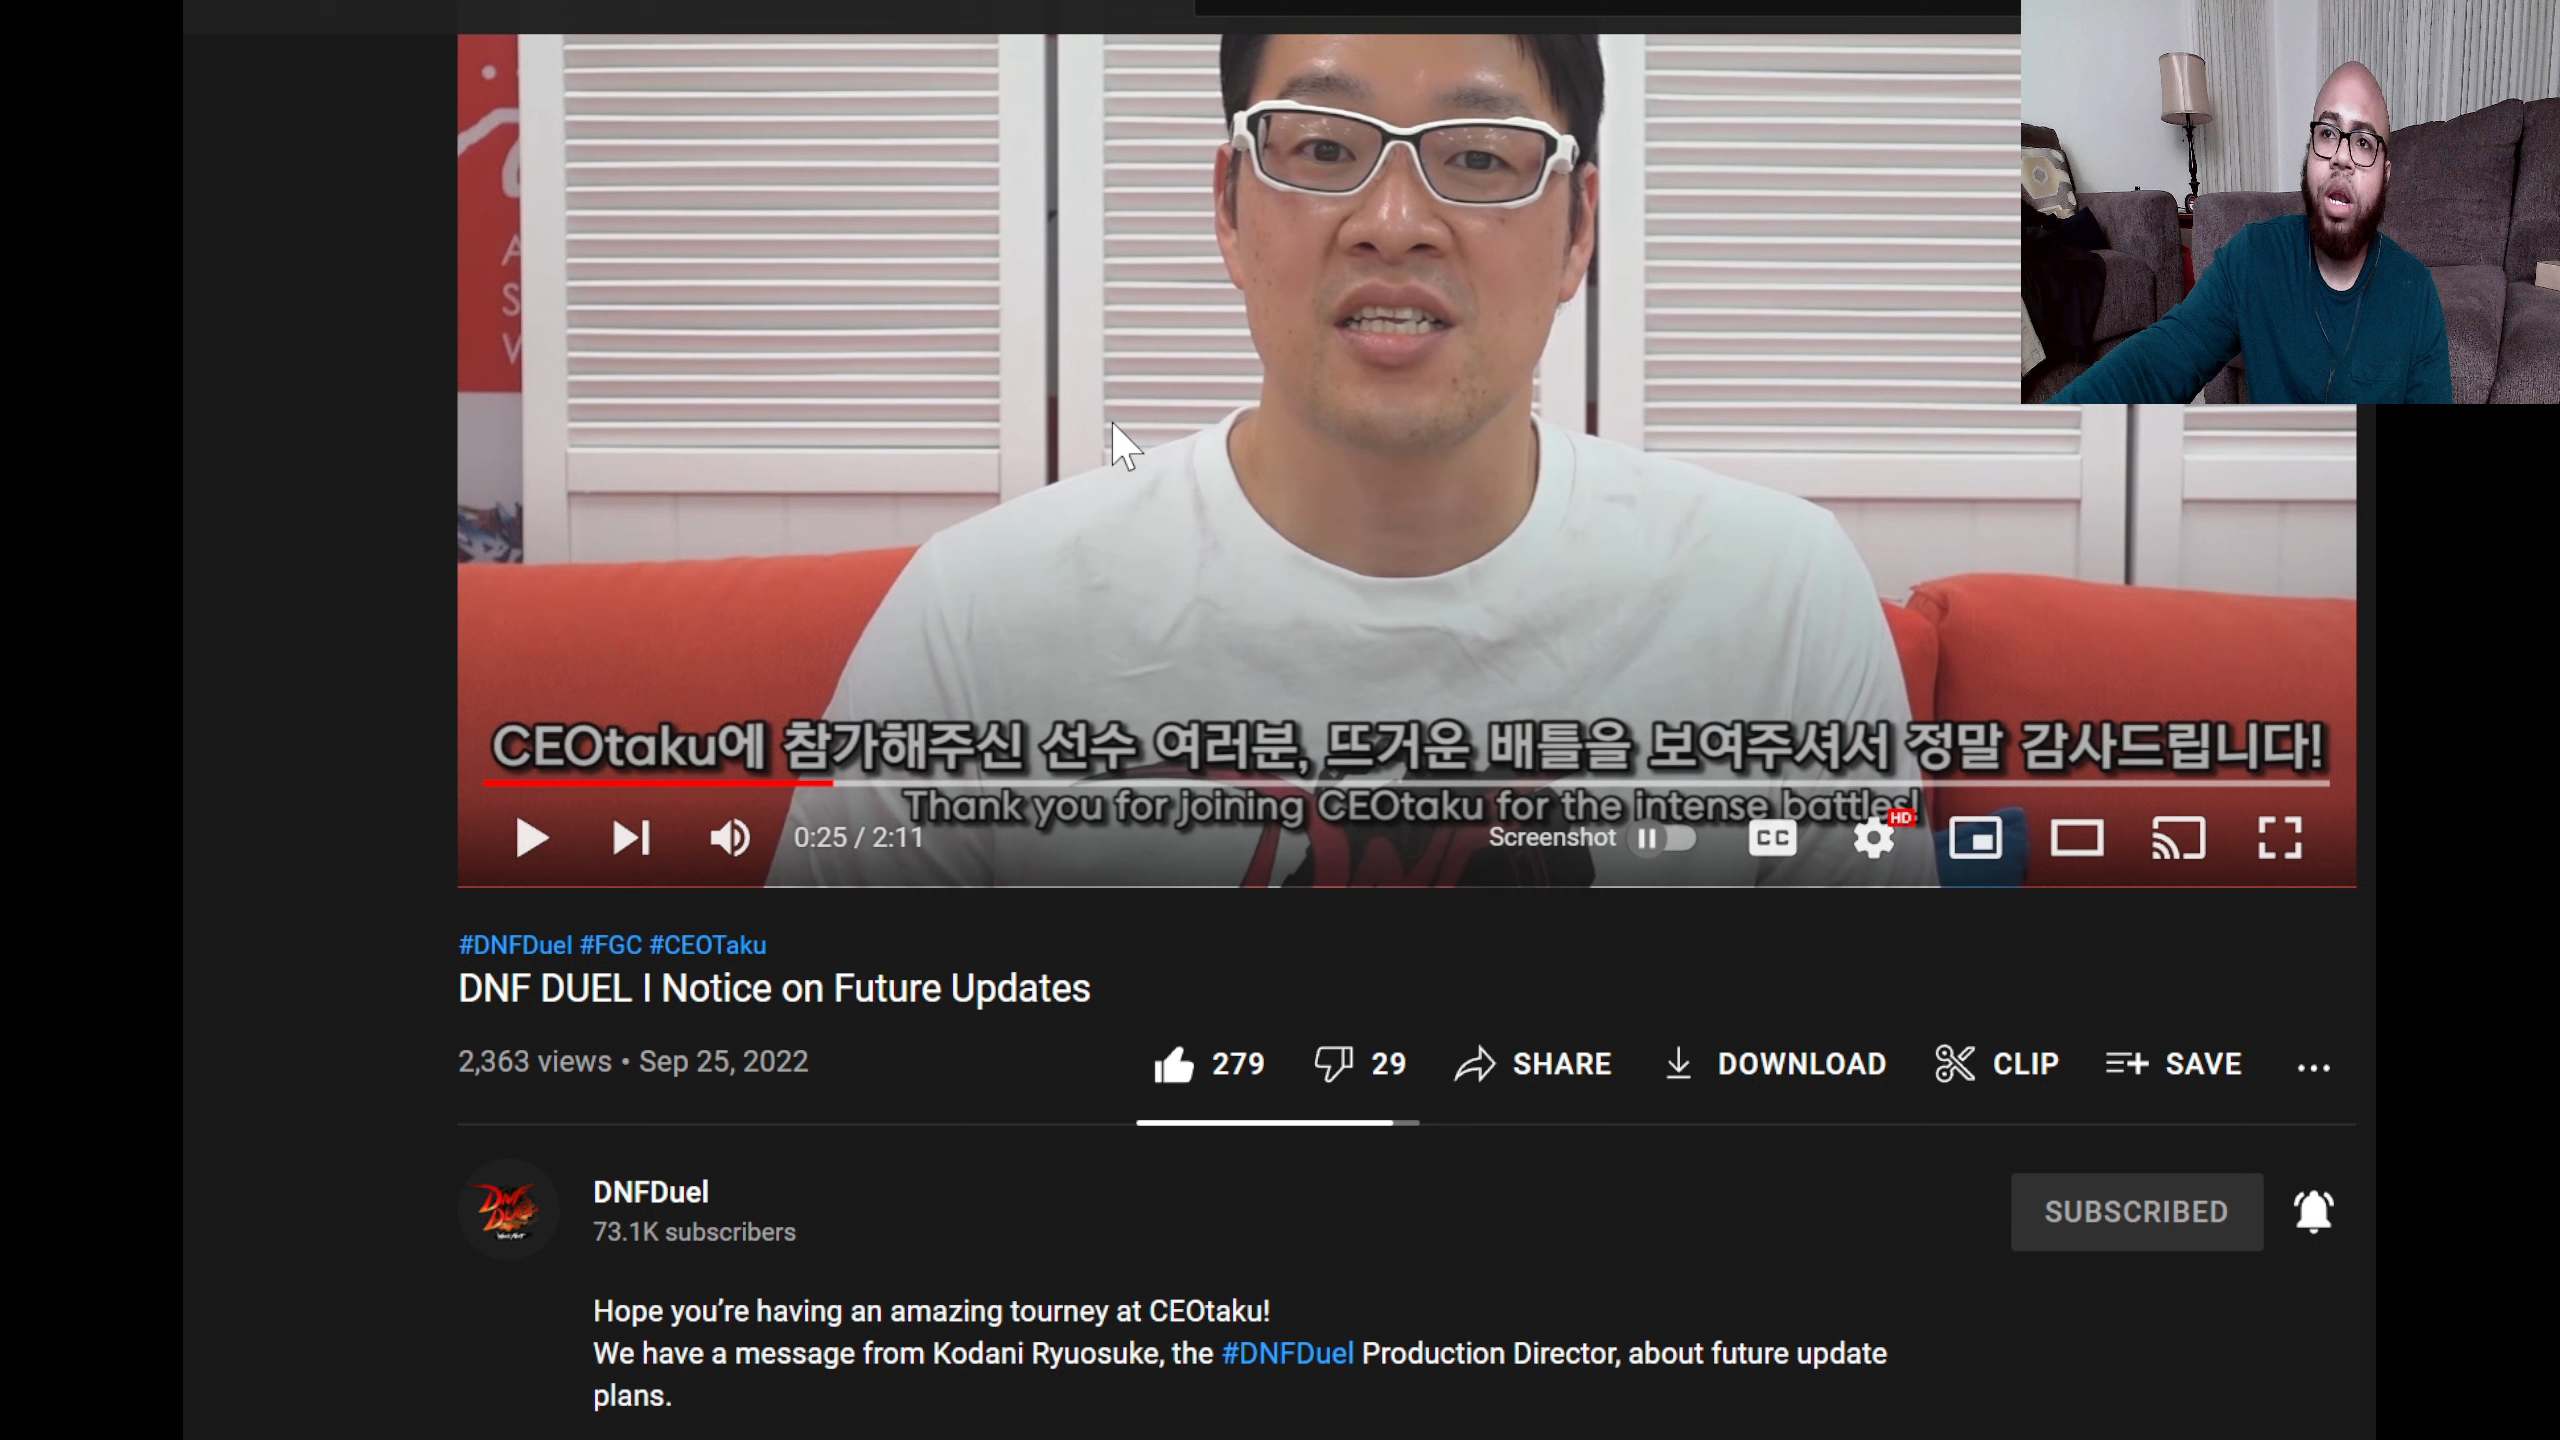 A
S
V
CEOtaku에 참가해주신 선수 여러분, 뜨거운 배틀을 보여주셔서 정말 감사드립니다!
Thank you for joining CEOtaku for the intense battles!
0:25 / 2:11
Screenshot
CC
HD
#DNFDuel #FGC #CEOTaku
DNF DUEL I Notice on Future Updates
2,363 views • Sep 25, 2022
279
29
SHARE
DOWNLOAD
CLIP
SAVE
DNF DUEL
DNFDuel
73.1K subscribers
SUBSCRIBED
Hope you’re having an amazing tourney at CEOtaku!
We have a message from Kodani Ryuosuke, the #DNFDuel Production Director, about future update
plans.